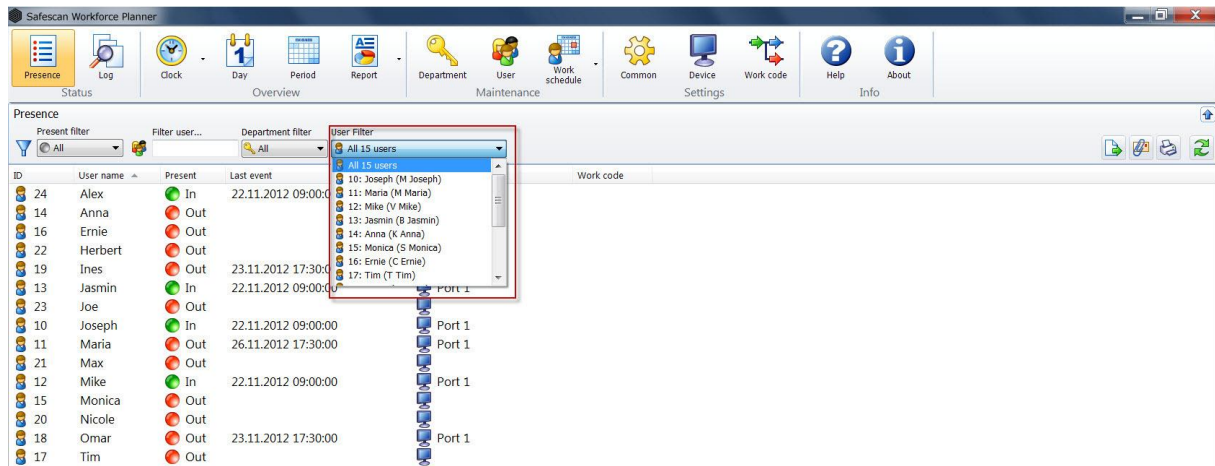 Safescan Workforce Planner
Presence Log Clock Day Period Report Department User Work schedule Common Device Work code Help About
Status Overview Maintenance Settings Info
Presence
Present filter Filter user... Department filter User Filter
All All All 15 users
All 15 users
10: Joseph (M Joseph)
11: Maria (M Maria)
12: Mike (V Mike)
13: Jasmin (B Jasmin)
14: Anna (K Anna)
15: Monica (S Monica)
16: Ernie (C Ernie)
17: Tim (T Tim)
ID User name Present Last event Work code
24 Alex In 22.11.2012 09:00:0
14 Anna Out
16 Ernie Out
22 Herbert Out
19 Ines Out 23.11.2012 17:30:0
13 Jasmin In 22.11.2012 09:00:00 Port 1
23 Joe Out
10 Joseph In 22.11.2012 09:00:00 Port 1
11 Maria Out 26.11.2012 17:30:00 Port 1
21 Max Out
12 Mike In 22.11.2012 09:00:00 Port 1
15 Monica Out
20 Nicole Out
18 Omar Out 23.11.2012 17:30:00 Port 1
17 Tim Out